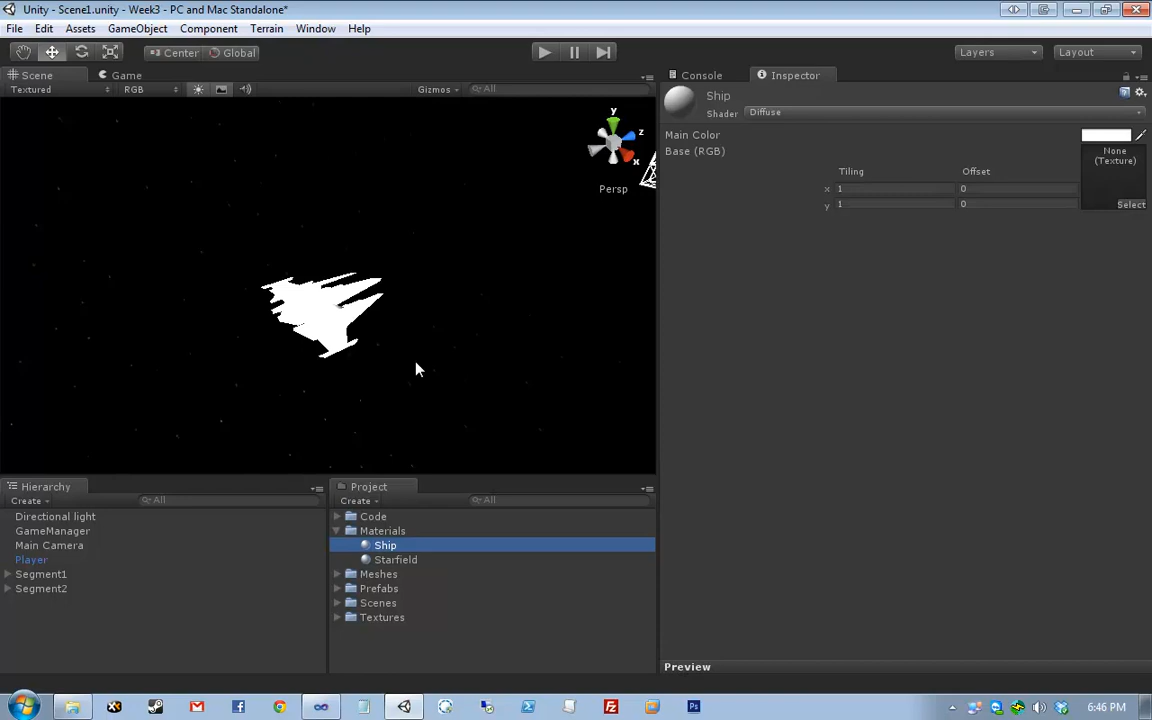 Unity - Scene1.unity - Week3 - PC and Mac Standalone*
File Edit Assets GameObject Component Terrain Window Help
Center Global Layers Layout
Scene Game Console Inspector
Textured RGB Gizmos All
Ship
Shader Diffuse
Main Color
Base (RGB)
None
(Texture)
Tiling Offset
x 1 0
y 1 0
Select
y
z
x
Persp
Hierarchy
Create All
Directional light
GameManager
Main Camera
Player
Segment1
Segment2
Project
Create All
Code
Materials
Ship
Starfield
Meshes
Prefabs
Scenes
Textures
Preview
Ps
6:46 PM